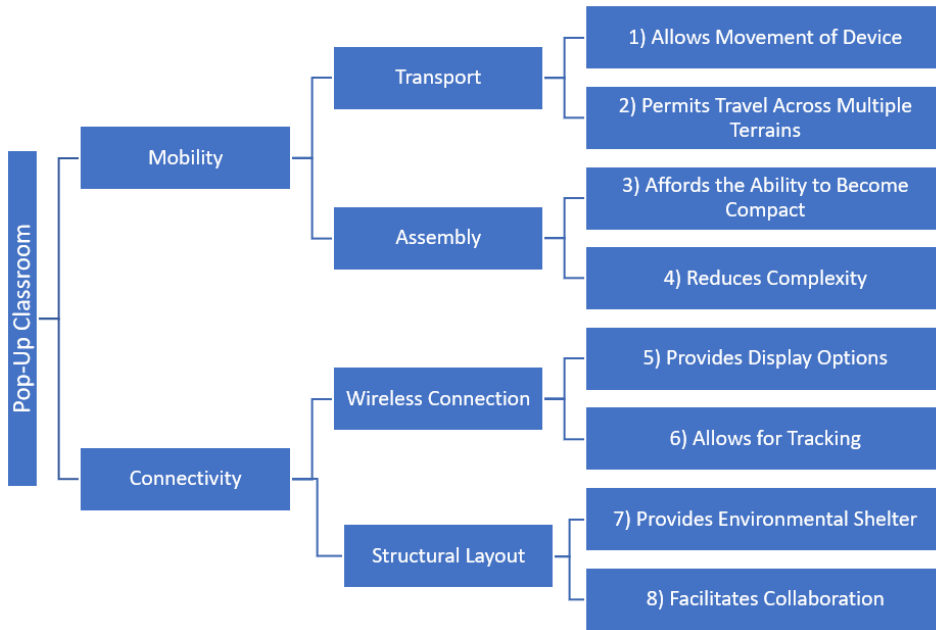 Pop-Up Classroom
Mobility
Transport
1) Allows Movement of Device
2) Permits Travel Across Multiple
Terrains
Assembly
3) Affords the Ability to Become
Compact
4) Reduces Complexity
Connectivity
Wireless Connection
5) Provides Display Options
6) Allows for Tracking
Structural Layout
7) Provides Environmental Shelter
8) Facilitates Collaboration